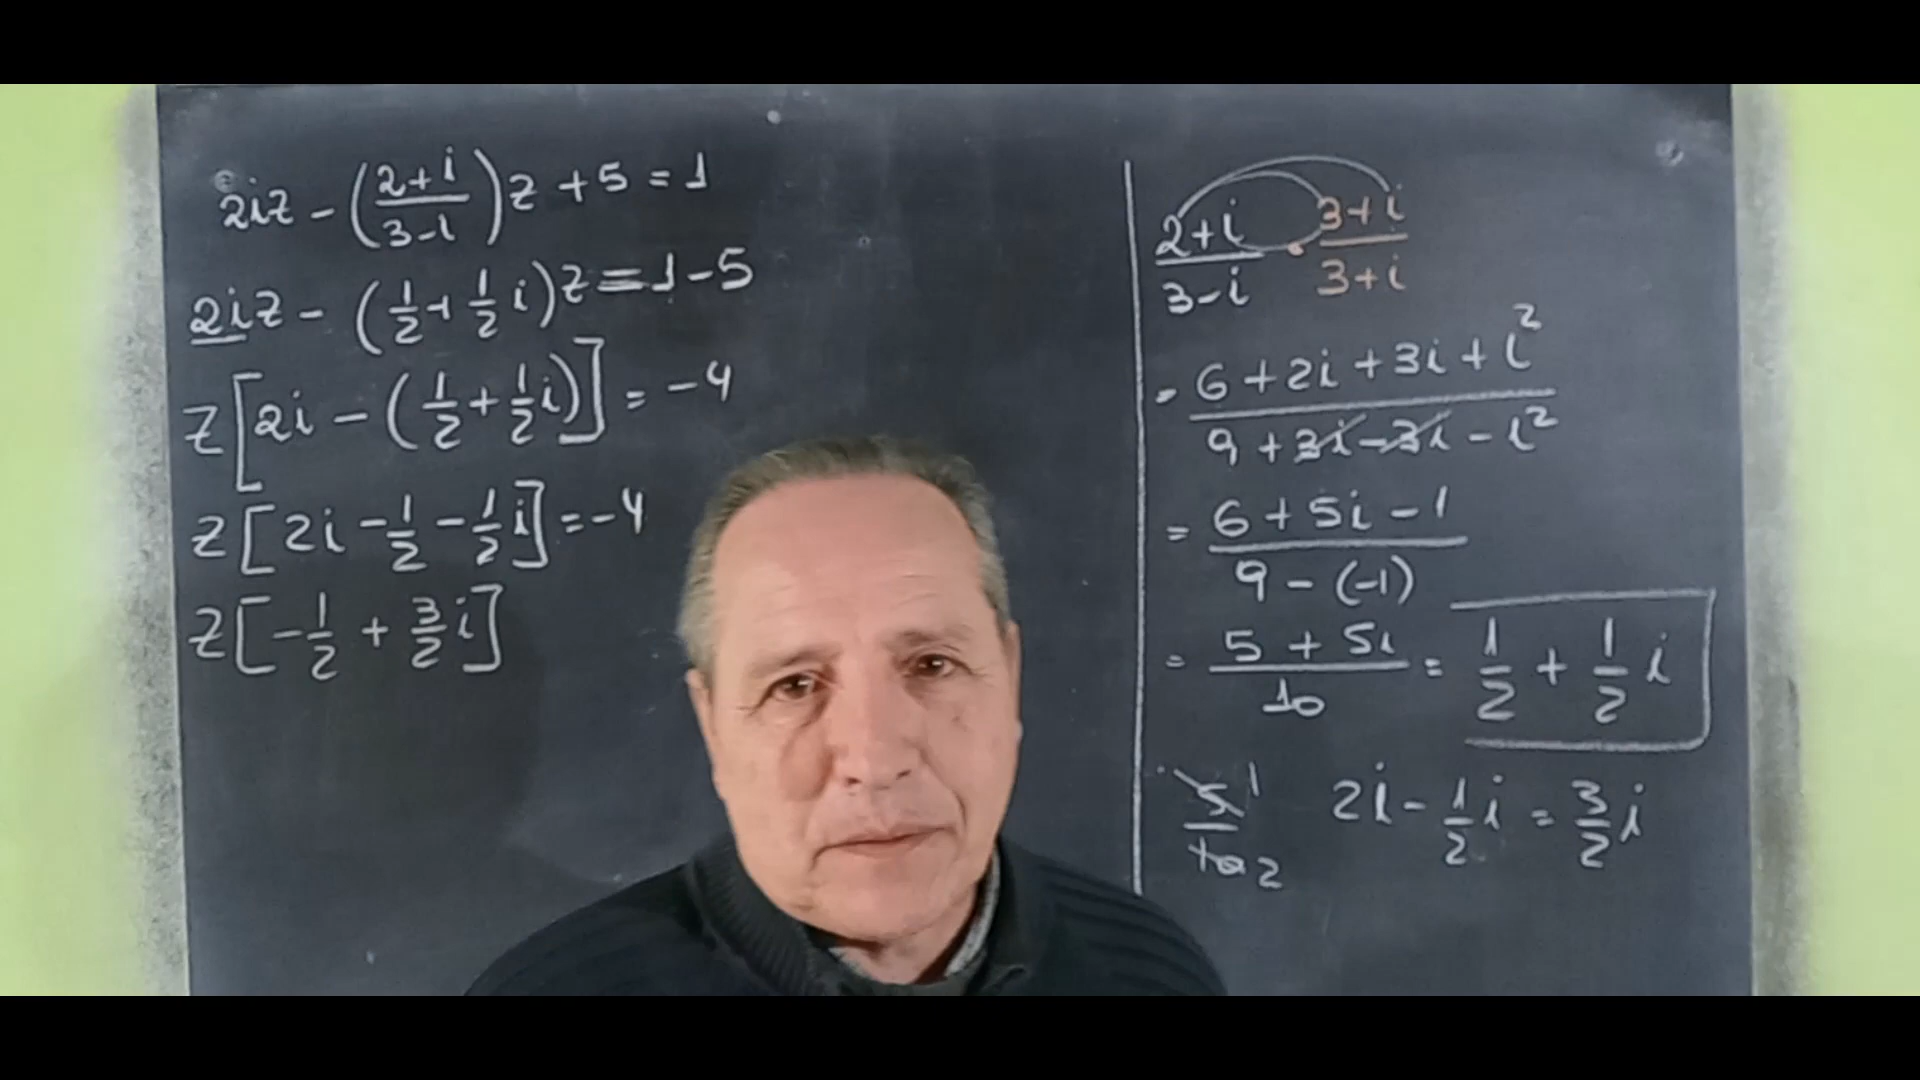 2iz - ((2+i)/(3-i))z + 5 = 1
2iz - (1/2 + 1/2 i)z = 1-5
z[2i - (1/2 + 1/2 i)] = -4
z[2i - 1/2 - 1/2 i] = -4
z[-1/2 + 3/2 i]
(2+i)/(3-i) · (3+i)/(3+i)
= (6 + 2i + 3i + i²)/(9 + 3i - 3i - i²)
= (6 + 5i - 1)/(9 - (-1))
= (5 + 5i)/10 = 1/2 + 1/2 i
5/10 1 2 2i - 1/2 i = 3/2 i